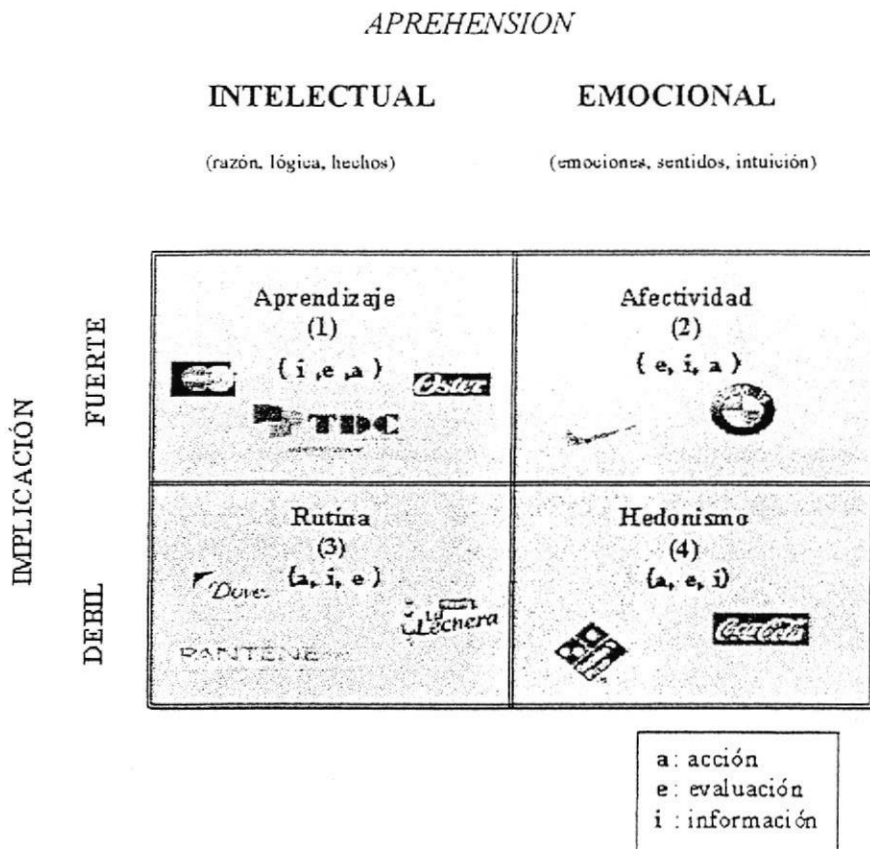 APREHENSION
INTELECTUAL
EMOCIONAL
(razón, lógica, hechos)
(emociones, sentidos, intuición)
IMPLICACIÓN
FUERTE
DEBIL
Aprendizaje
(1)
{ i ,e ,a }
Oster
TDC
Afectividad
(2)
{ e, i, a }
Rutina
(3)
{a, i, e }
Dove
La
Lechera
PANTENE
Hedonismo
(4)
{a, e, i}
Coca-Cola
a : acción
e : evaluación
i : información